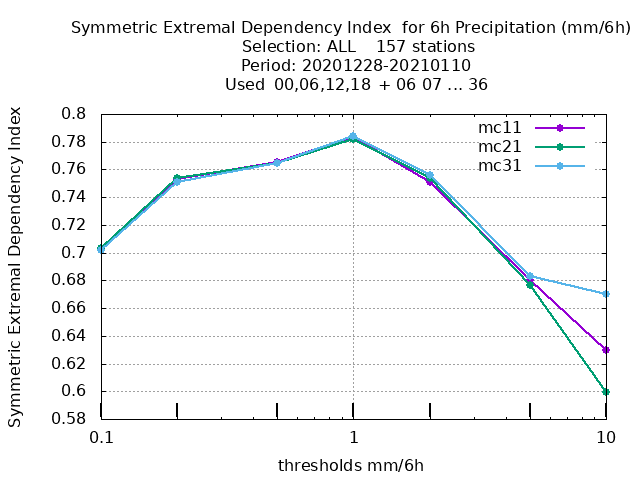 Symmetric Extremal Dependency Index for 6h Precipitation (mm/6h)
Selection: ALL 157 stations
Period: 20201228-20210110
Used 00,06,12,18 + 06 07 ... 36
Symmetric Extremal Dependency Index
0.8
0.78
0.76
0.74
0.72
0.7
0.68
0.66
0.64
0.62
0.6
0.58
mc11
mc21
mc31
0.1 1 10
thresholds mm/6h